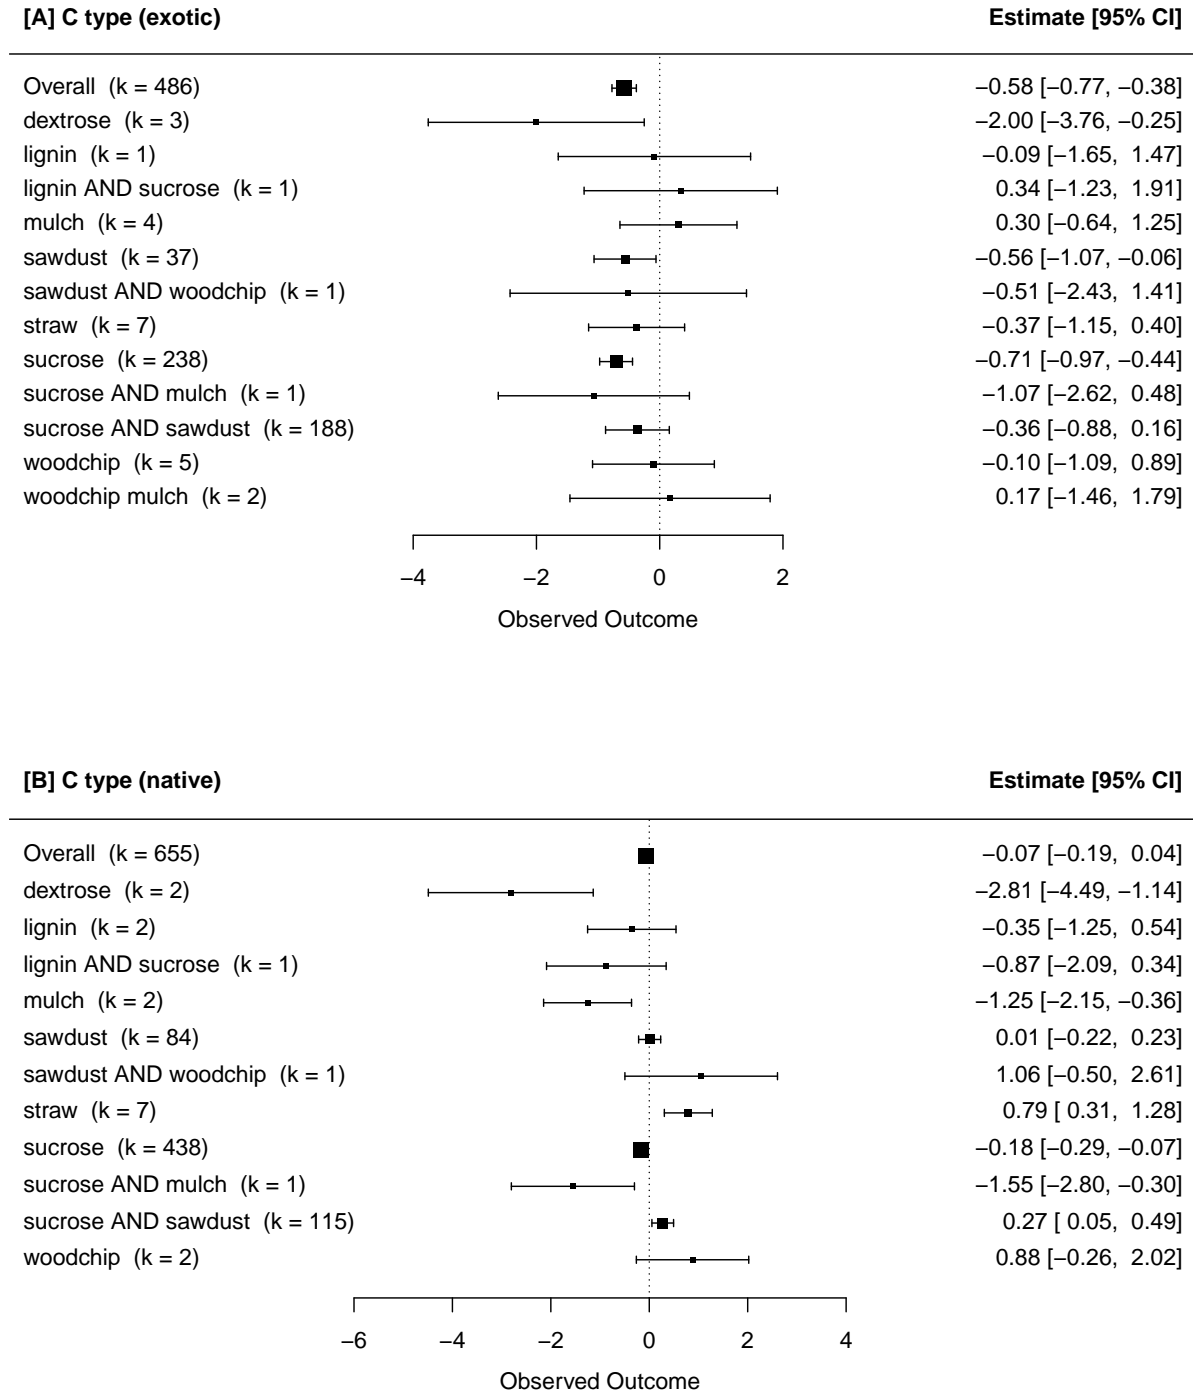 [A] C type (exotic) Estimate [95% CI]
Overall (k = 486) −0.58 [−0.77, −0.38]
dextrose (k = 3) −2.00 [−3.76, −0.25]
lignin (k = 1) −0.09 [−1.65, 1.47]
lignin AND sucrose (k = 1) 0.34 [−1.23, 1.91]
mulch (k = 4) 0.30 [−0.64, 1.25]
sawdust (k = 37) −0.56 [−1.07, −0.06]
sawdust AND woodchip (k = 1) −0.51 [−2.43, 1.41]
straw (k = 7) −0.37 [−1.15, 0.40]
sucrose (k = 238) −0.71 [−0.97, −0.44]
sucrose AND mulch (k = 1) −1.07 [−2.62, 0.48]
sucrose AND sawdust (k = 188) −0.36 [−0.88, 0.16]
woodchip (k = 5) −0.10 [−1.09, 0.89]
woodchip mulch (k = 2) 0.17 [−1.46, 1.79]
−4 −2 0 2
Observed Outcome
[B] C type (native) Estimate [95% CI]
Overall (k = 655) −0.07 [−0.19, 0.04]
dextrose (k = 2) −2.81 [−4.49, −1.14]
lignin (k = 2) −0.35 [−1.25, 0.54]
lignin AND sucrose (k = 1) −0.87 [−2.09, 0.34]
mulch (k = 2) −1.25 [−2.15, −0.36]
sawdust (k = 84) 0.01 [−0.22, 0.23]
sawdust AND woodchip (k = 1) 1.06 [−0.50, 2.61]
straw (k = 7) 0.79 [ 0.31, 1.28]
sucrose (k = 438) −0.18 [−0.29, −0.07]
sucrose AND mulch (k = 1) −1.55 [−2.80, −0.30]
sucrose AND sawdust (k = 115) 0.27 [ 0.05, 0.49]
woodchip (k = 2) 0.88 [−0.26, 2.02]
−6 −4 −2 0 2 4
Observed Outcome